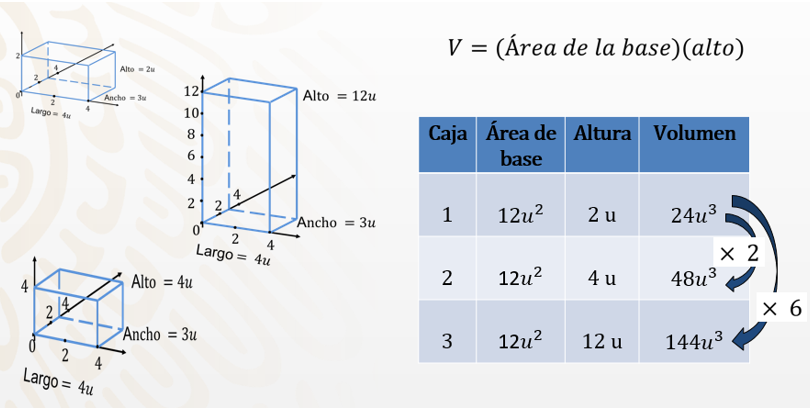 V = (Área de la base)(alto)
2
4
2
0
4
Alto = 2u
Ancho = 3u
Largo = 4u
12
10
8
6
4
2
0
2
4
2
4
Alto = 12u
Ancho = 3u
Largo = 4u
4
2
4
0
2
4
Alto = 4u
Ancho = 3u
Largo = 4u
Caja Área de base Altura Volumen
1 12u² 2 u 24u³
× 2
2 12u² 4 u 48u³
× 6
3 12u² 12 u 144u³